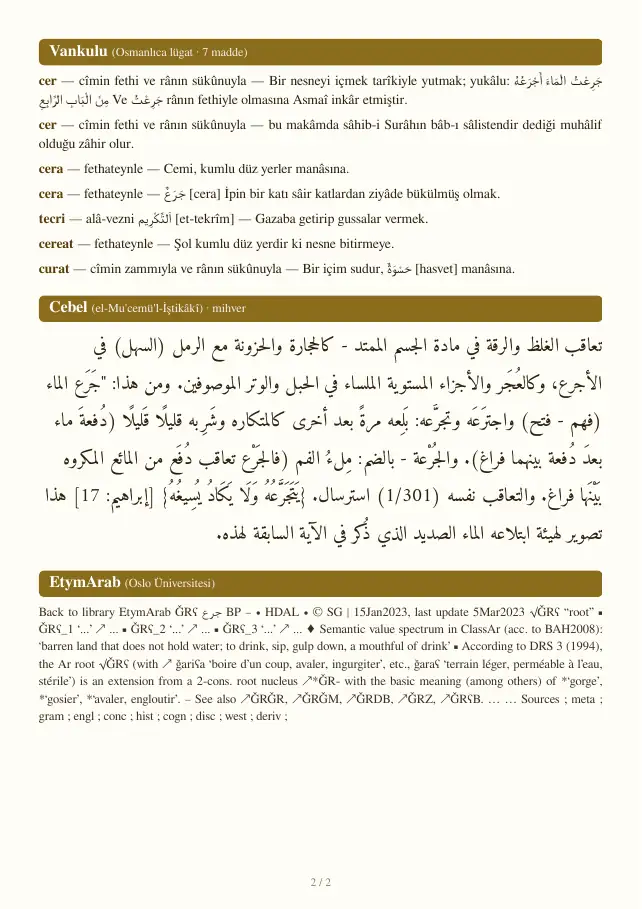 Vankulu (Osmanlıca lügat · 7 madde)
cer — cîmin fethi ve rânın sükûnuyla — Bir nesneyi içmek tarîkiyle yutmak; yukâlu: جَرِعْتُ الْمَاءَ أَجْرَعُهُ
مِنَ الْبَابِ الرَّابِعِ Ve جَرِعْتُ rânın fethiyle olmasına Asmaî inkâr etmiştir.
cer — cîmin fethi ve rânın sükûnuyla — bu makâmda sâhib-i Surâhın bâb-ı sâlistendir dediği muhâlif
olduğu zâhir olur.
cera — fethateynle — Cemi, kumlu düz yerler manâsına.
cera — fethateynle — جَرَعٌ [cera] İpin bir katı sâir katlardan ziyâde bükülmüş olmak.
tecri — alâ-vezni اَلتَّكْرِيم [et-tekrîm] — Gazaba getirip gussalar vermek.
cereat — fethateynle — Şol kumlu düz yerdir ki nesne bitirmeye.
curat — cîmin zammıyla ve rânın sükûnuyla — Bir içim sudur, حَسْوَةٌ [hasvet] manâsına.
Cebel (el-Mu'cemü'l-İştikâkî) · mihver
تعاقب الغلظ والرقة في مادة الجسم الممتد - كالحجارة والحزونة مع الرمل (السهل) في
الأجرع، وكالعُجَر والأجزاء المستوية الملساء في الحبل والوتر الموصوفين. ومن هذا: "جَرَع الماء
(فهم - فتح) واجترَعَه وتجرَّعه: بَلِعه مرةً بعد أخرى كالمتكاره وشَرِبه قليلًا قَليلًا (دُفعةَ ماء
بعدَ دُفعة بينهما فراغ). والجُرْعة - بالضم: مِلءُ الفم (فالجَرْع تعاقب دُفَع من المائع المكروه
بَيْنَها فراغ. والتعاقب نفسه (1/301) استرسال. {يَتَجَرَّعُهُ وَلَا يَكَادُ يُسِيغُهُ} [إبراهيم: 17] هذا
تصوير لهيئة ابتلاعه الماء الصديد الذي ذُكر في الآية السابقة لهذه.
EtymArab (Oslo Üniversitesi)
Back to library EtymArab ǦRʕ جرع BP – • HDAL • © SG | 15Jan2023, last update 5Mar2023 √ǦRʕ “root” ▪
ǦRʕ_1 ‘...’ ↗ ... ▪ ǦRʕ_2 ‘...’ ↗ ... ▪ ǦRʕ_3 ‘...’ ↗ ... ♦ Semantic value spectrum in ClassAr (acc. to BAH2008):
‘barren land that does not hold water; to drink, sip, gulp down, a mouthful of drink’ ▪ According to DRS 3 (1994),
the Ar root √ǦRʕ (with ↗ ǧariʕa ‘boire d’un coup, avaler, ingurgiter’, etc., ǧaraʕ ‘terrain léger, perméable à l’eau,
stérile’) is an extension from a 2-cons. root nucleus ↗*ǦR- with the basic meaning (among others) of *‘gorge’,
*‘gosier’, *‘avaler, engloutir’. – See also ↗ǦRǦR, ↗ǦRǦM, ↗ǦRDB, ↗ǦRZ, ↗ǦRʕB. … … Sources ; meta ;
gram ; engl ; conc ; hist ; cogn ; disc ; west ; deriv ;
2 / 2